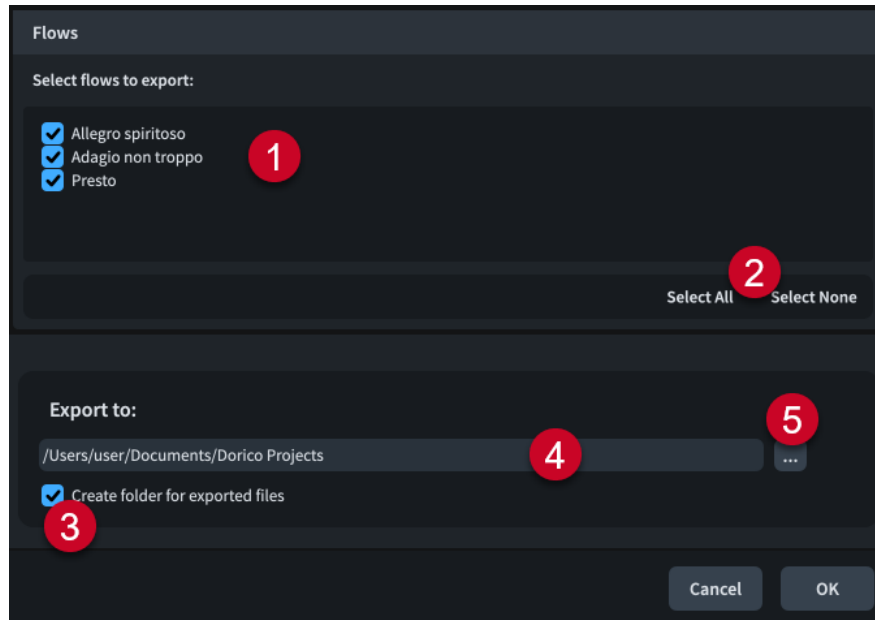 Flows
Select flows to export:
Allegro spiritoso
Adagio non troppo
Presto
1
2
Select All Select None
Export to:
5
/Users/user/Documents/Dorico Projects 4 ...
Create folder for exported files
3
Cancel OK